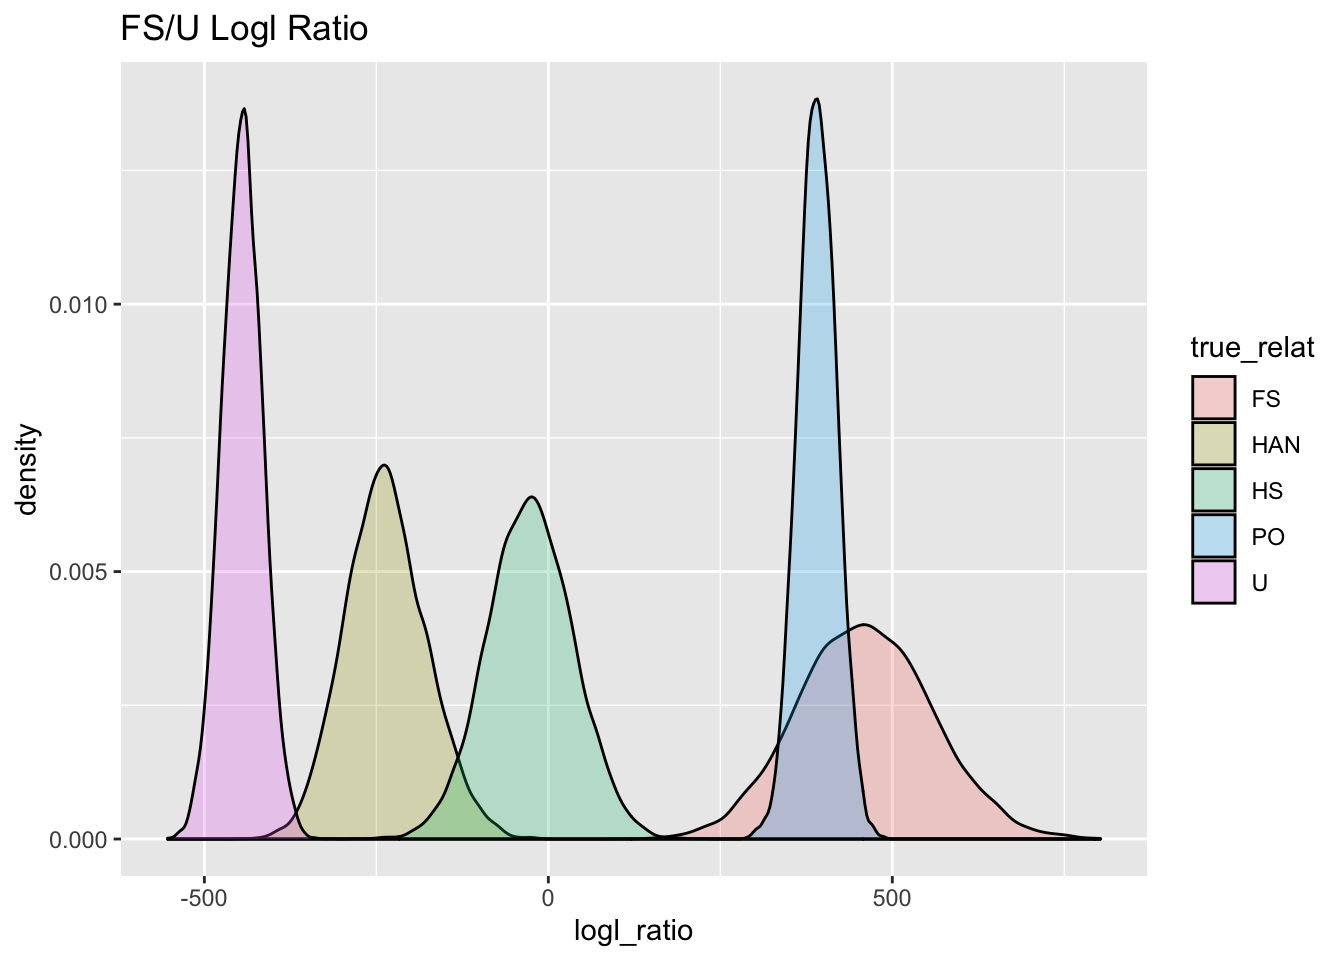 FS/U Logl Ratio
density
0.010
0.005
0.000
-500 0 500
logl_ratio
true_relat
FS
HAN
HS
PO
U